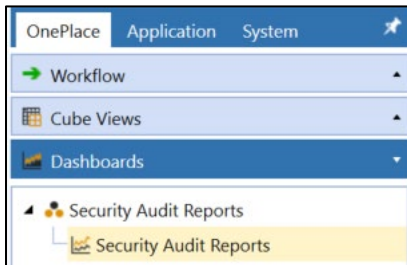 OnePlace Application System
Workflow
Cube Views
Dashboards
Security Audit Reports
Security Audit Reports